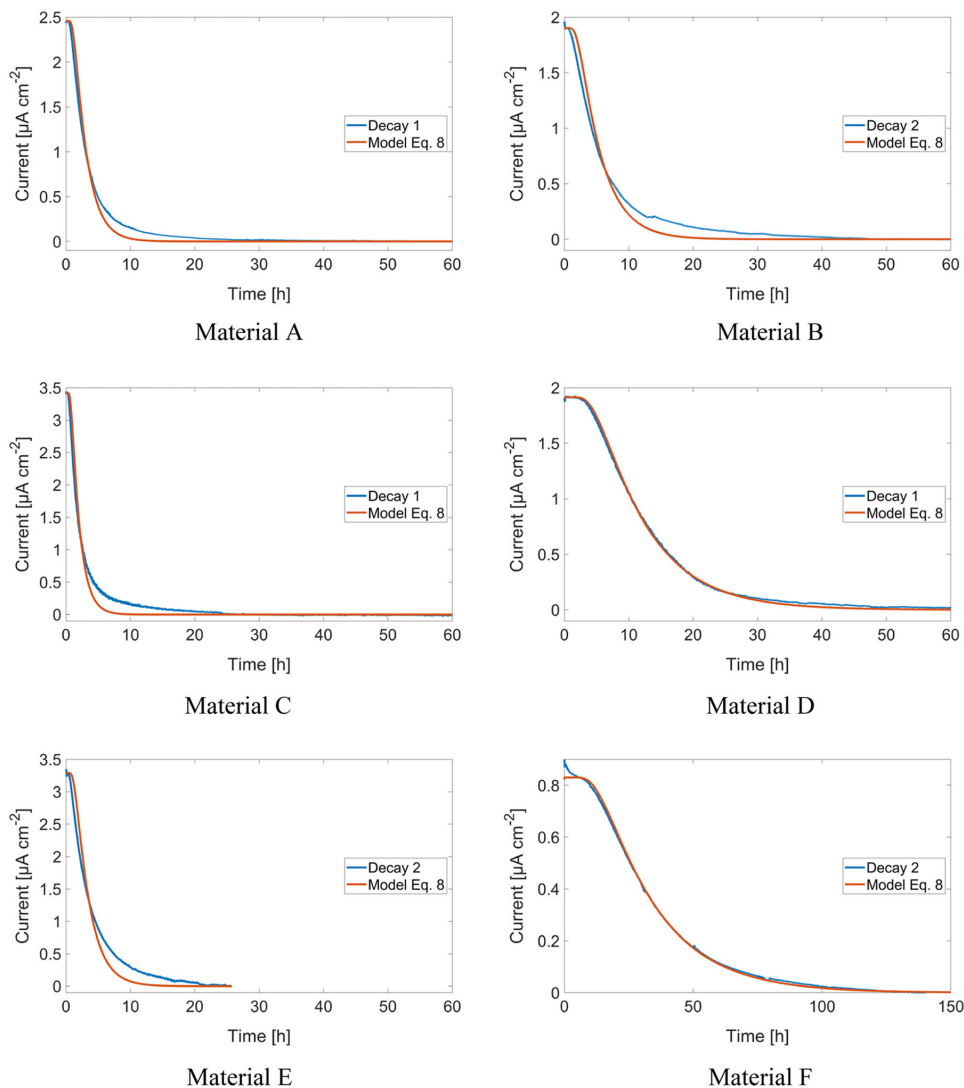 2.5
2
1.5
1
0.5
0
0 10 20 30 40 50 60
Current [µA cm-2]
Time [h]
Decay 1
Model Eq. 8
Material A
2
1.5
1
0.5
0
0 10 20 30 40 50 60
Current [µA cm-2]
Time [h]
Decay 2
Model Eq. 8
Material B
3.5
3
2.5
2
1.5
1
0.5
0
0 10 20 30 40 50 60
Current [µA cm-2]
Time [h]
Decay 1
Model Eq. 8
Material C
2
1.5
1
0.5
0
0 10 20 30 40 50 60
Current [µA cm-2]
Time [h]
Decay 1
Model Eq. 8
Material D
3.5
3
2.5
2
1.5
1
0.5
0
0 10 20 30 40 50 60
Current [µA cm-2]
Time [h]
Decay 2
Model Eq. 8
Material E
0.8
0.6
0.4
0.2
0
0 50 100 150
Current [µA cm-2]
Time [h]
Decay 2
Model Eq. 8
Material F